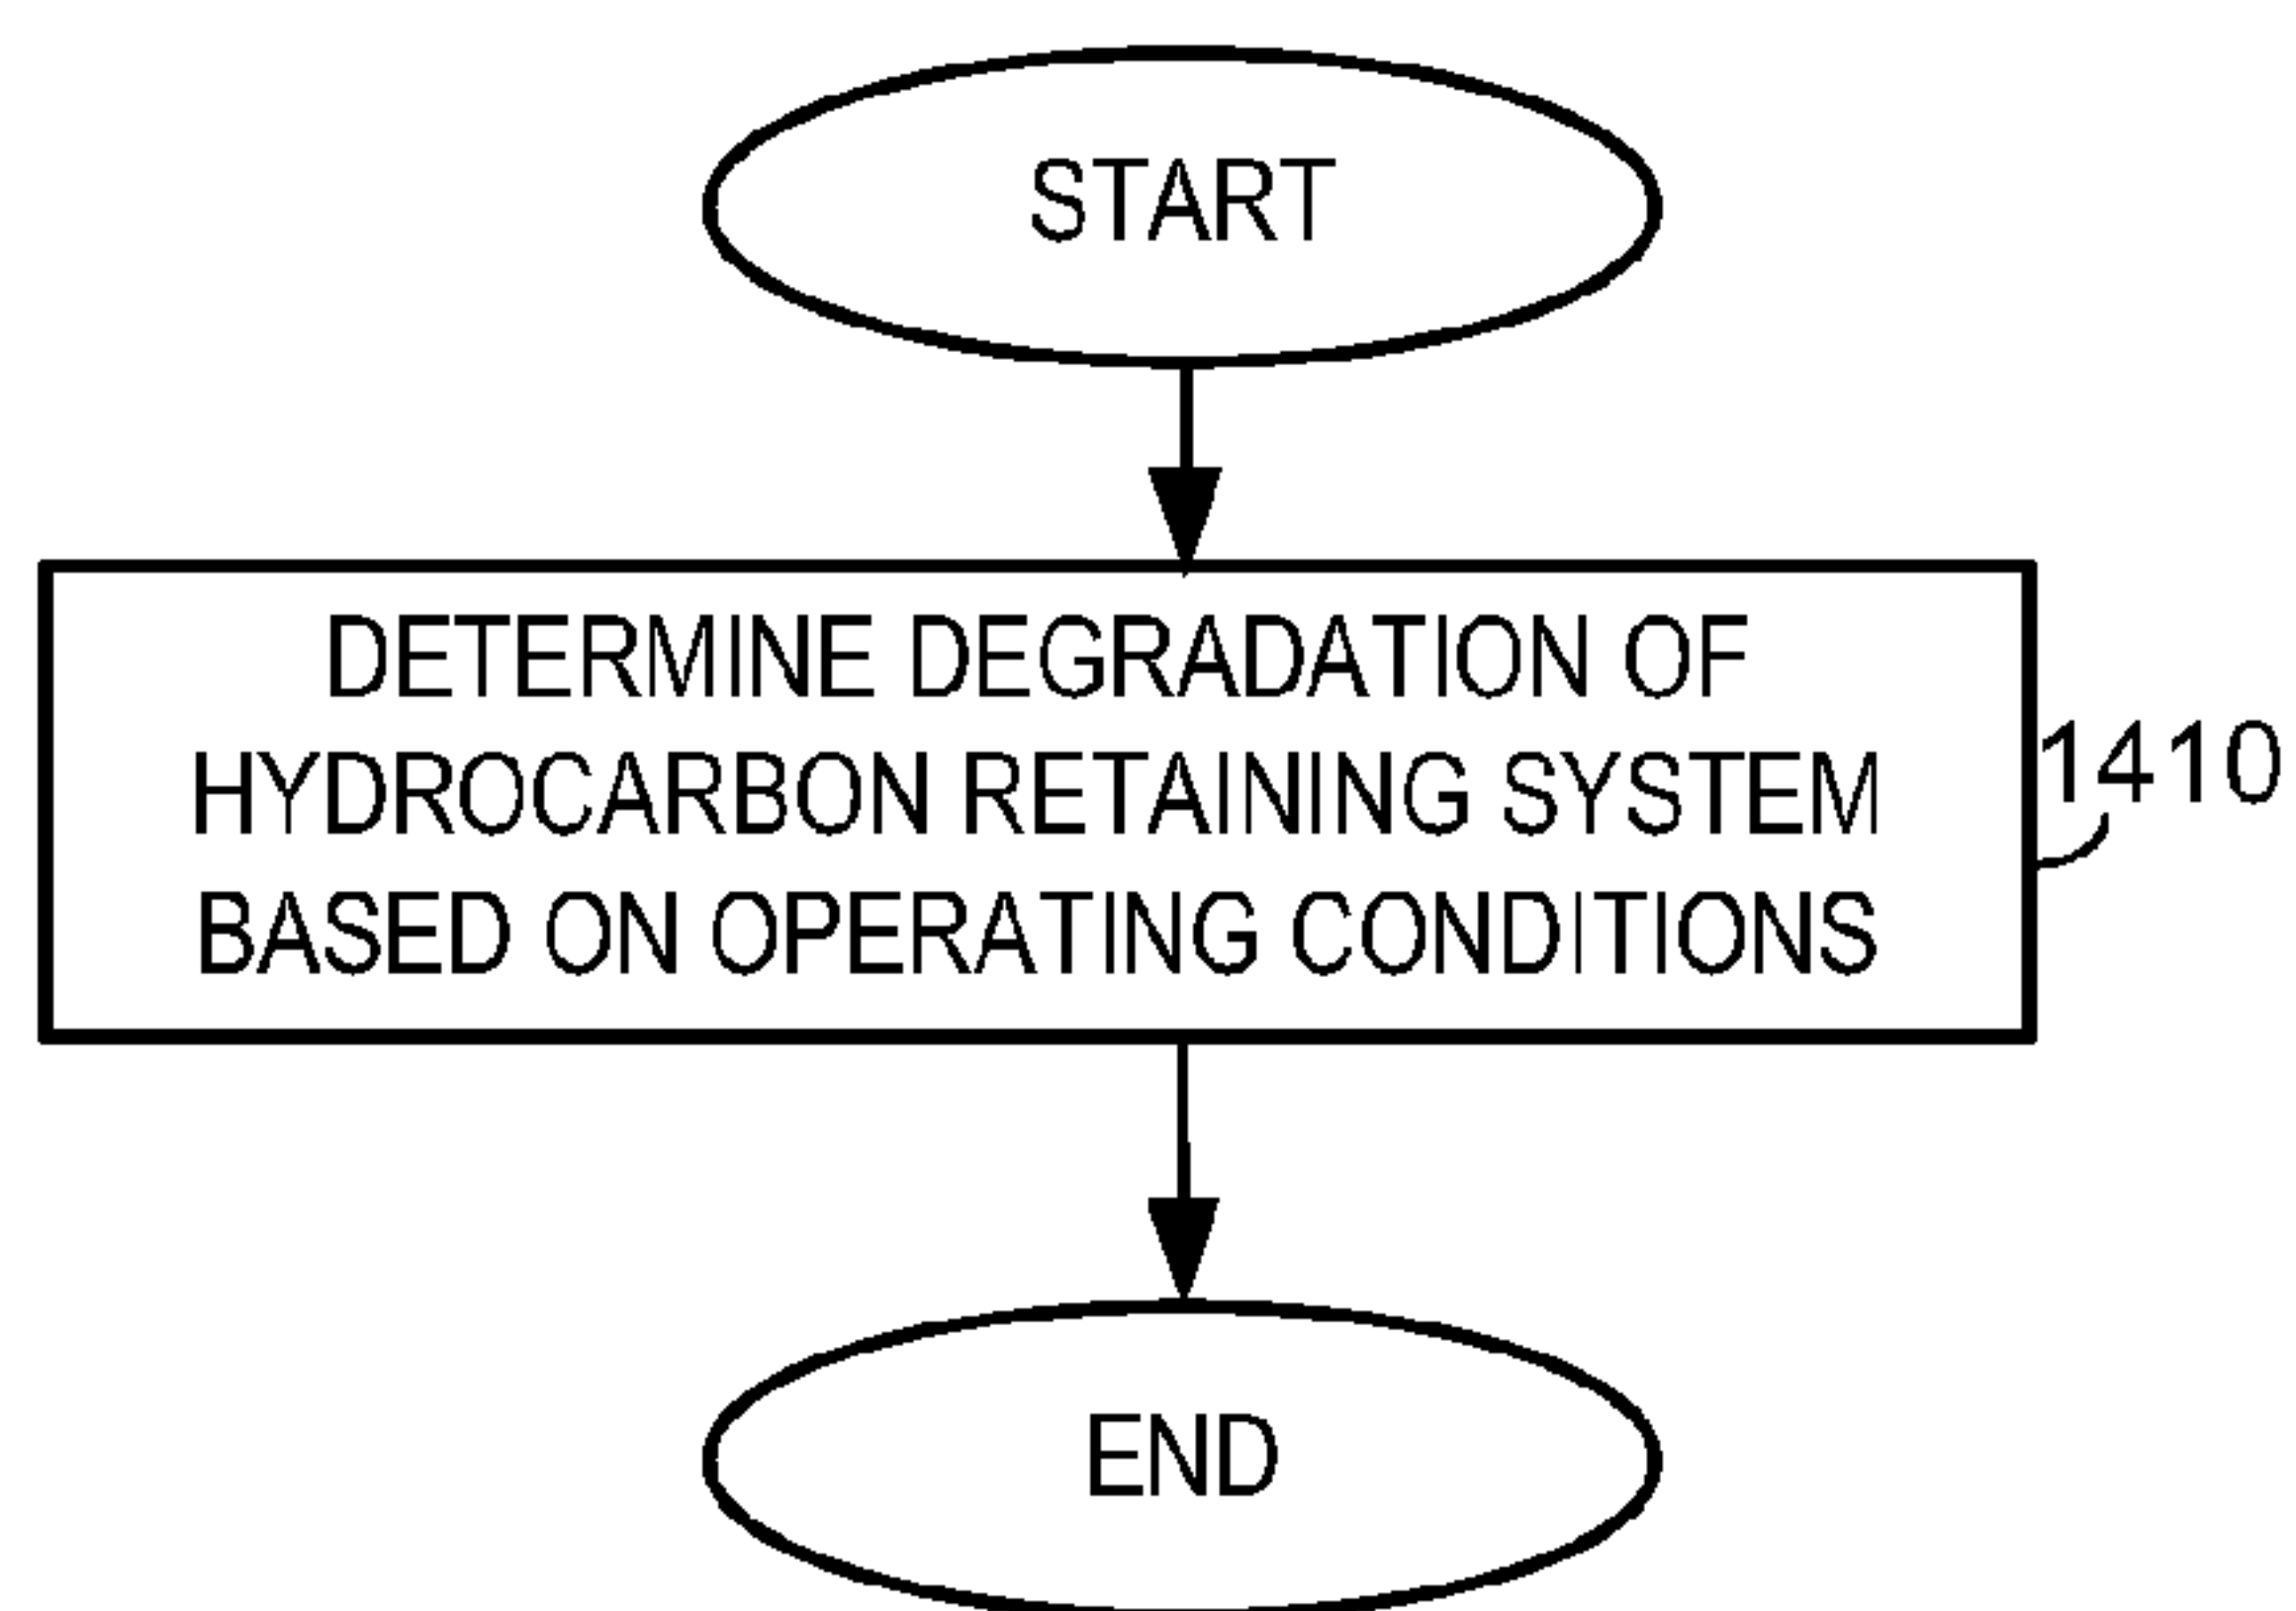 START
DETERMINE DEGRADATION OF
HYDROCARBON RETAINING SYSTEM
BASED ON OPERATING CONDITIONS
1410
END